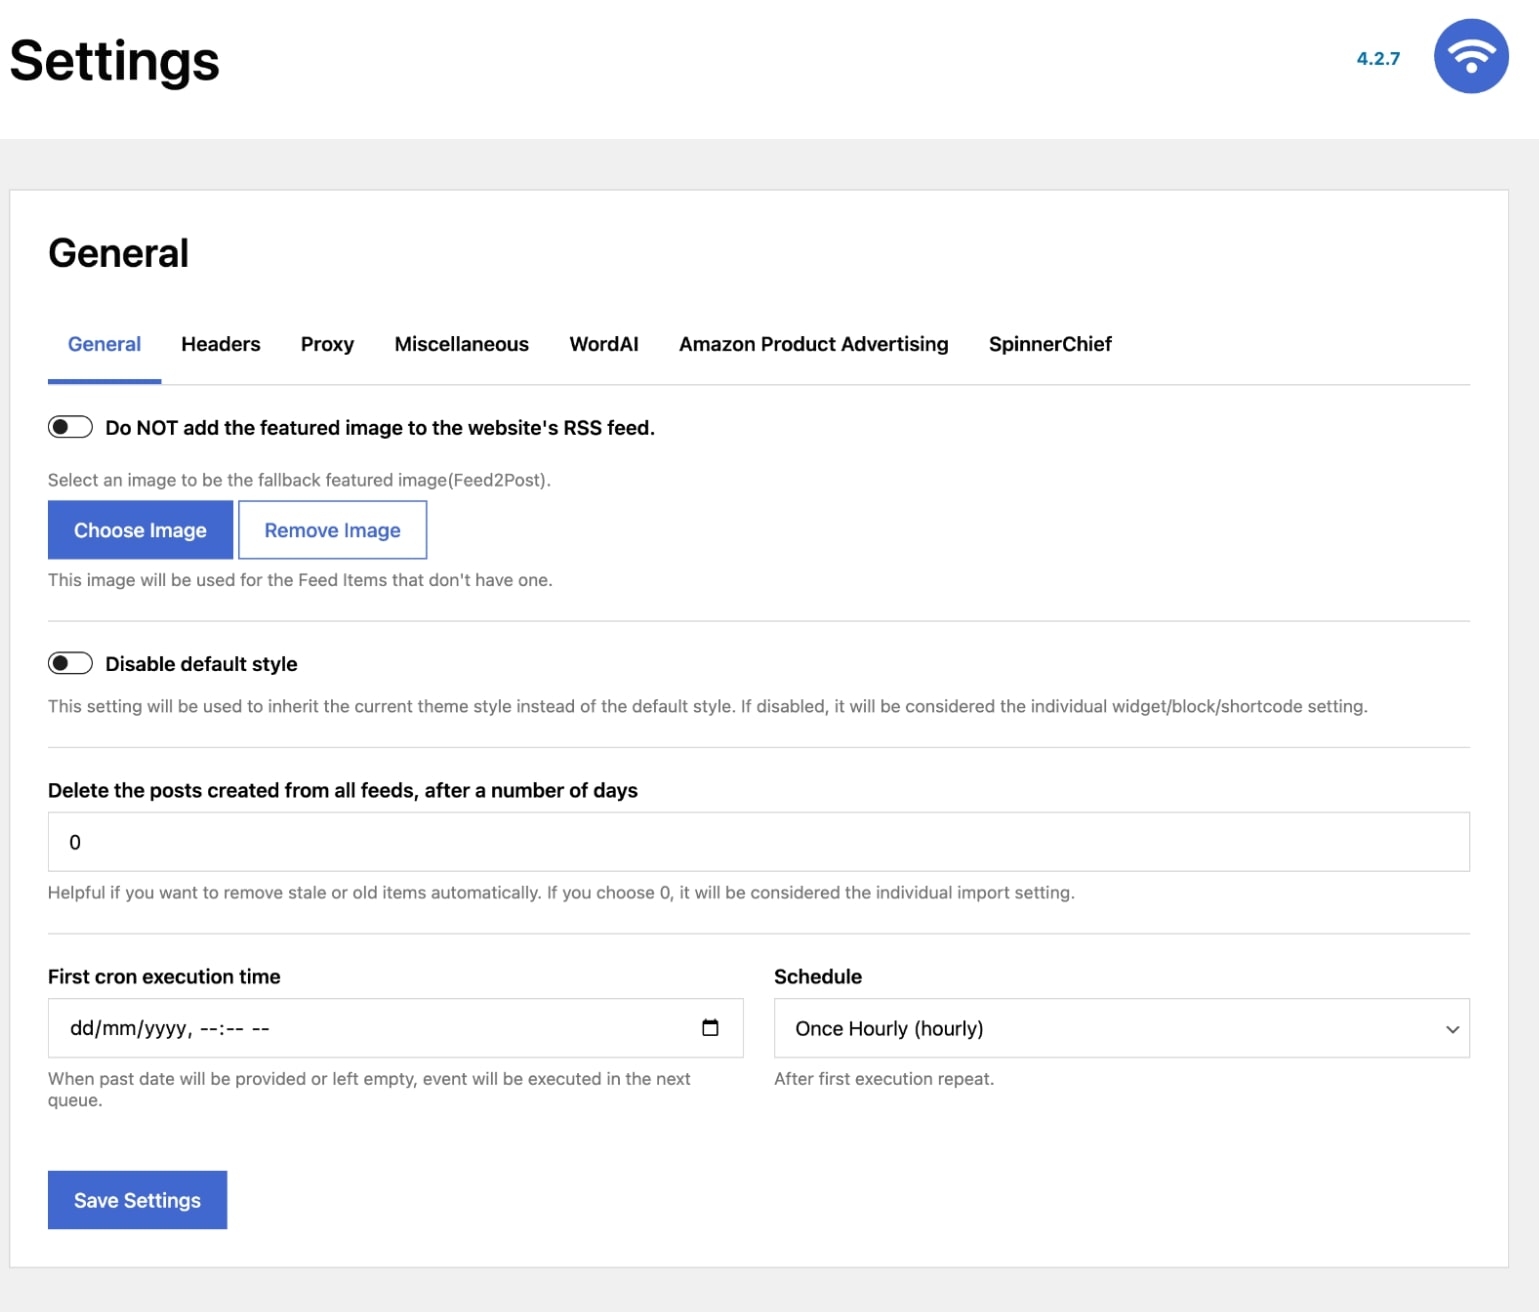 Settings
4.2.7
General
General Headers Proxy Miscellaneous WordAI Amazon Product Advertising SpinnerChief
Do NOT add the featured image to the website's RSS feed.
Select an image to be the fallback featured image(Feed2Post).
Choose Image Remove Image
This image will be used for the Feed Items that don't have one.
Disable default style
This setting will be used to inherit the current theme style instead of the default style. If disabled, it will be considered the individual widget/block/shortcode setting.
Delete the posts created from all feeds, after a number of days
0
Helpful if you want to remove stale or old items automatically. If you choose 0, it will be considered the individual import setting.
First cron execution time
dd/mm/yyyy, --:-- --
When past date will be provided or left empty, event will be executed in the next
queue.
Schedule
Once Hourly (hourly)
After first execution repeat.
Save Settings